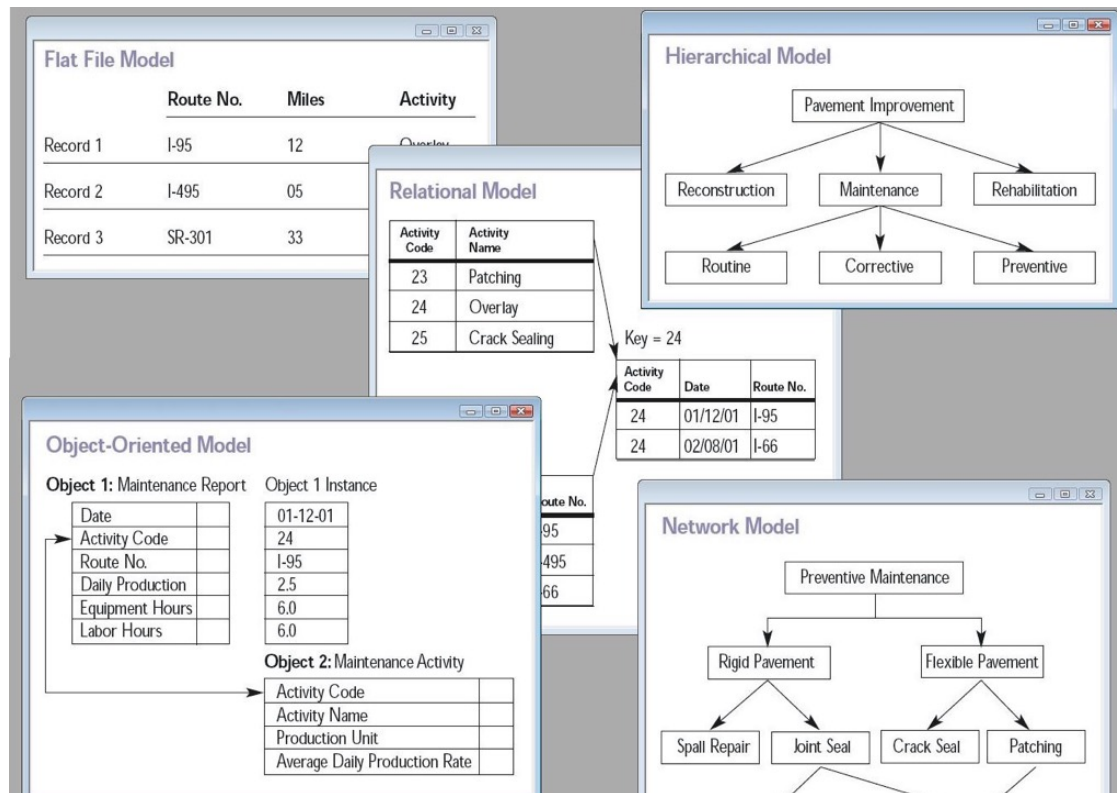 Flat File Model
Route No. Miles Activity
Record 1 I-95 12 Overlay
Record 2 I-495 05
Record 3 SR-301 33
Hierarchical Model
Pavement Improvement
Reconstruction Maintenance Rehabilitation
Routine Corrective Preventive
Relational Model
Activity Code Activity Name
23 Patching
24 Overlay
25 Crack Sealing
Key = 24
Activity Code Date Route No.
24 01/12/01 I-95
24 02/08/01 I-66
No.
95
495
66
Object-Oriented Model
Object 1: Maintenance Report Object 1 Instance
Date 01-12-01
Activity Code 24
Route No. I-95
Daily Production 2.5
Equipment Hours 6.0
Labor Hours 6.0
Object 2: Maintenance Activity
Activity Code
Activity Name
Production Unit
Average Daily Production Rate
Network Model
Preventive Maintenance
Rigid Pavement Flexible Pavement
Spall Repair Joint Seal Crack Seal Patching